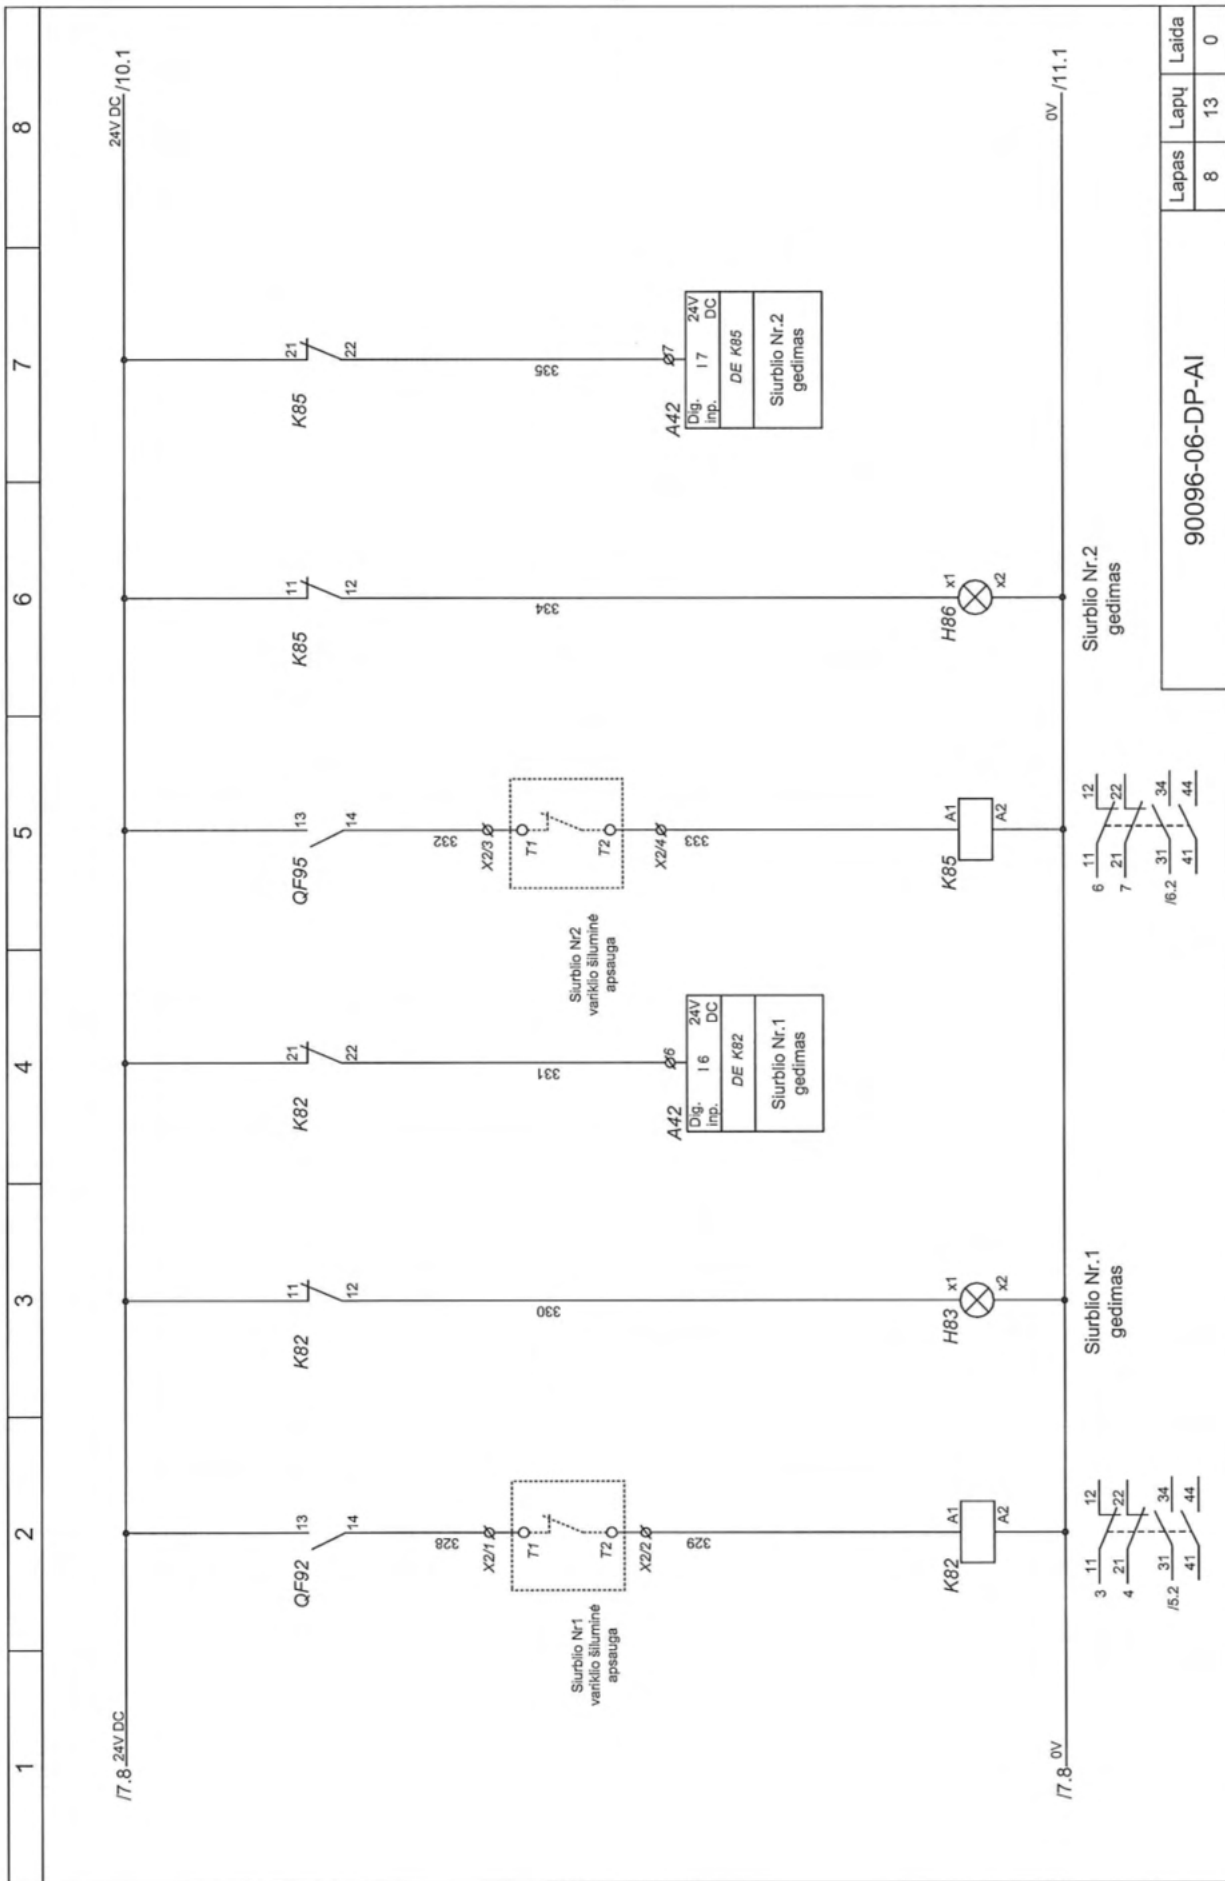 1 2 3 4 5 6 7 8
/7.8 24V DC
24V DC /10.1
QF92 13 14
328
X2/1
T1
T2
X2/2
329
Siurblio Nr1
variklio šiluminė
apsauga
K82 A1 A2
3 11 12
4 21 22
/5.2 31 34
41 44
K82 11 12
330
H83 x1 x2
Siurblio Nr.1
gedimas
K82 21 22
331
A42 6
Dig. inp. I 6 24V DC
DE K82
Siurblio Nr.1
gedimas
QF95 13 14
332
X2/3
T1
T2
X2/4
333
Siurblio Nr2
variklio šiluminė
apsauga
K85 A1 A2
6 11 12
7 21 22
/6.2 31 34
41 44
K85 11 12
334
H86 x1 x2
Siurblio Nr.2
gedimas
K85 21 22
335
A42 7
Dig. inp. I 7 24V DC
DE K85
Siurblio Nr.2
gedimas
/7.8 0V
0V /11.1
90096-06-DP-AI
Lapas Lapų Laida
8 13 0